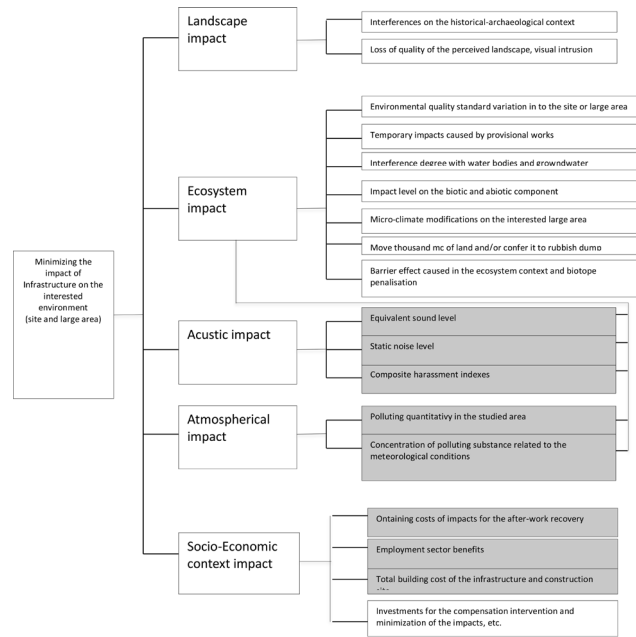 Landscape
impact
Interferences on the historical-archaeological context
Loss of quality of the perceived landscape, visual intrusion
Ecosystem
impact
Environmental quality standard variation in to the site or large area
Temporary impacts caused by provisional works
Interference degree with water bodies and growndwater
Impact level on the biotic and abiotic component
Micro-climate modifications on the interested large area
Move thousand mc of land and/or confer it to rubbish dump
Barrier effect caused in the ecosystem context and biotope
penalisation
Minimizing the
impact of
Infrastructure on the
interested
environment
(site and large area)
Acustic impact
Equivalent sound level
Static noise level
Composite harassment indexes
Atmospherical
impact
Polluting quantitativy in the studied area
Concentration of polluting substance related to the
meteorological conditions
Socio-Economic
context impact
Ontaining costs of impacts for the after-work recovery
Employment sector benefits
Total building cost of the infrastructure and construction
Investments for the compensation intervention and
minimization of the impacts, etc.